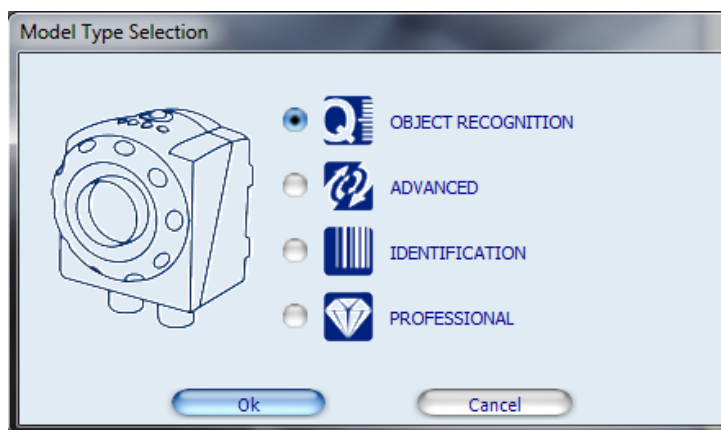 Model Type Selection
OBJECT RECOGNITION
ADVANCED
IDENTIFICATION
PROFESSIONAL
Ok
Cancel